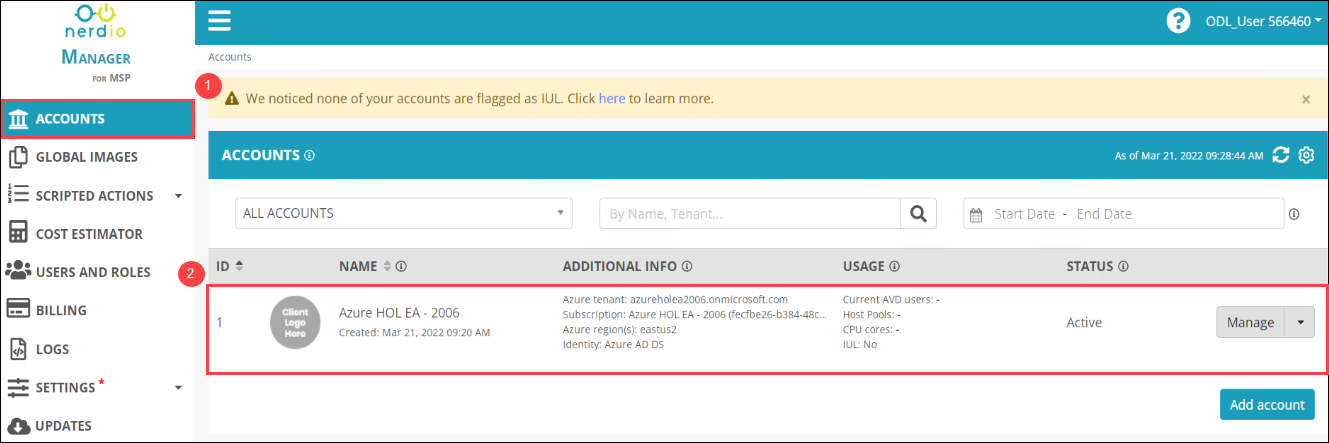 nerdio
MANAGER
FOR MSP
ACCOUNTS
GLOBAL IMAGES
SCRIPTED ACTIONS
COST ESTIMATOR
USERS AND ROLES
BILLING
LOGS
SETTINGS *
UPDATES
? ODL_User 566460
Accounts
1
We noticed none of your accounts are flagged as IUL. Click here to learn more. ×
ACCOUNTS
As of Mar 21, 2022 09:28:44 AM
ALL ACCOUNTS
By Name, Tenant...
Start Date - End Date
2
ID NAME ADDITIONAL INFO USAGE STATUS
1
Client
Logo
Here
Azure HOL EA - 2006
Created: Mar 21, 2022 09:20 AM
Azure tenant: azureholea2006.onmicrosoft.com
Subscription: Azure HOL EA - 2006 (fecfbe26-b384-48c...
Azure region(s): eastus2
Identity: Azure AD DS
Current AVD users: -
Host Pools: -
CPU cores: -
IUL: No
Active
Manage
Add account